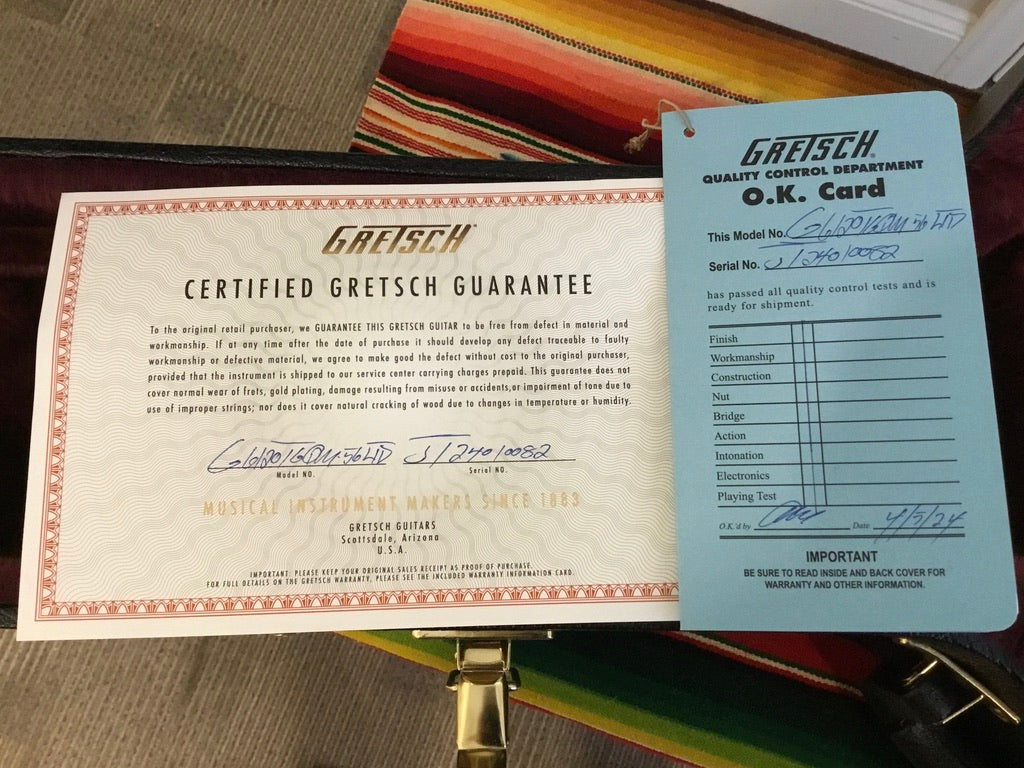 GRETSCH
CERTIFIED GRETSCH GUARANTEE
To the original retail purchaser, we GUARANTEE THIS GRETSCH GUITAR to be free from defect in material and
workmanship. If at any time after the date of purchase it should develop any defect traceable to faulty
workmanship or defective material, we agree to make good the defect without cost to the original purchaser,
provided that the instrument is shipped to our service center carrying charges prepaid. This guarantee does not
cover normal wear of frets, gold plating, damage resulting from misuse or accidents,or impairment of tone due to
use of improper strings; nor does it cover natural cracking of wood due to changes in temperature or humidity.
JT24010082
Model NO. Serial NO.
MUSICAL INSTRUMENT MAKERS SINCE 1883
GRETSCH GUITARS
Scottsdale, Arizona
U.S.A.
IMPORTANT: PLEASE KEEP YOUR ORIGINAL SALES RECEIPT AS PROOF OF PURCHASE.
FOR FULL DETAILS ON THE GRETSCH WARRANTY, PLEASE SEE THE INCLUDED WARRANTY INFORMATION CARD.
GRETSCH®
QUALITY CONTROL DEPARTMENT
O.K. Card
This Model No.
Serial No. JT24010082
has passed all quality control tests and is
ready for shipment.
Finish
Workmanship
Construction
Nut
Bridge
Action
Intonation
Electronics
Playing Test
O.K.'d by Date 4/5/24
IMPORTANT
BE SURE TO READ INSIDE AND BACK COVER FOR
WARRANTY AND OTHER INFORMATION.